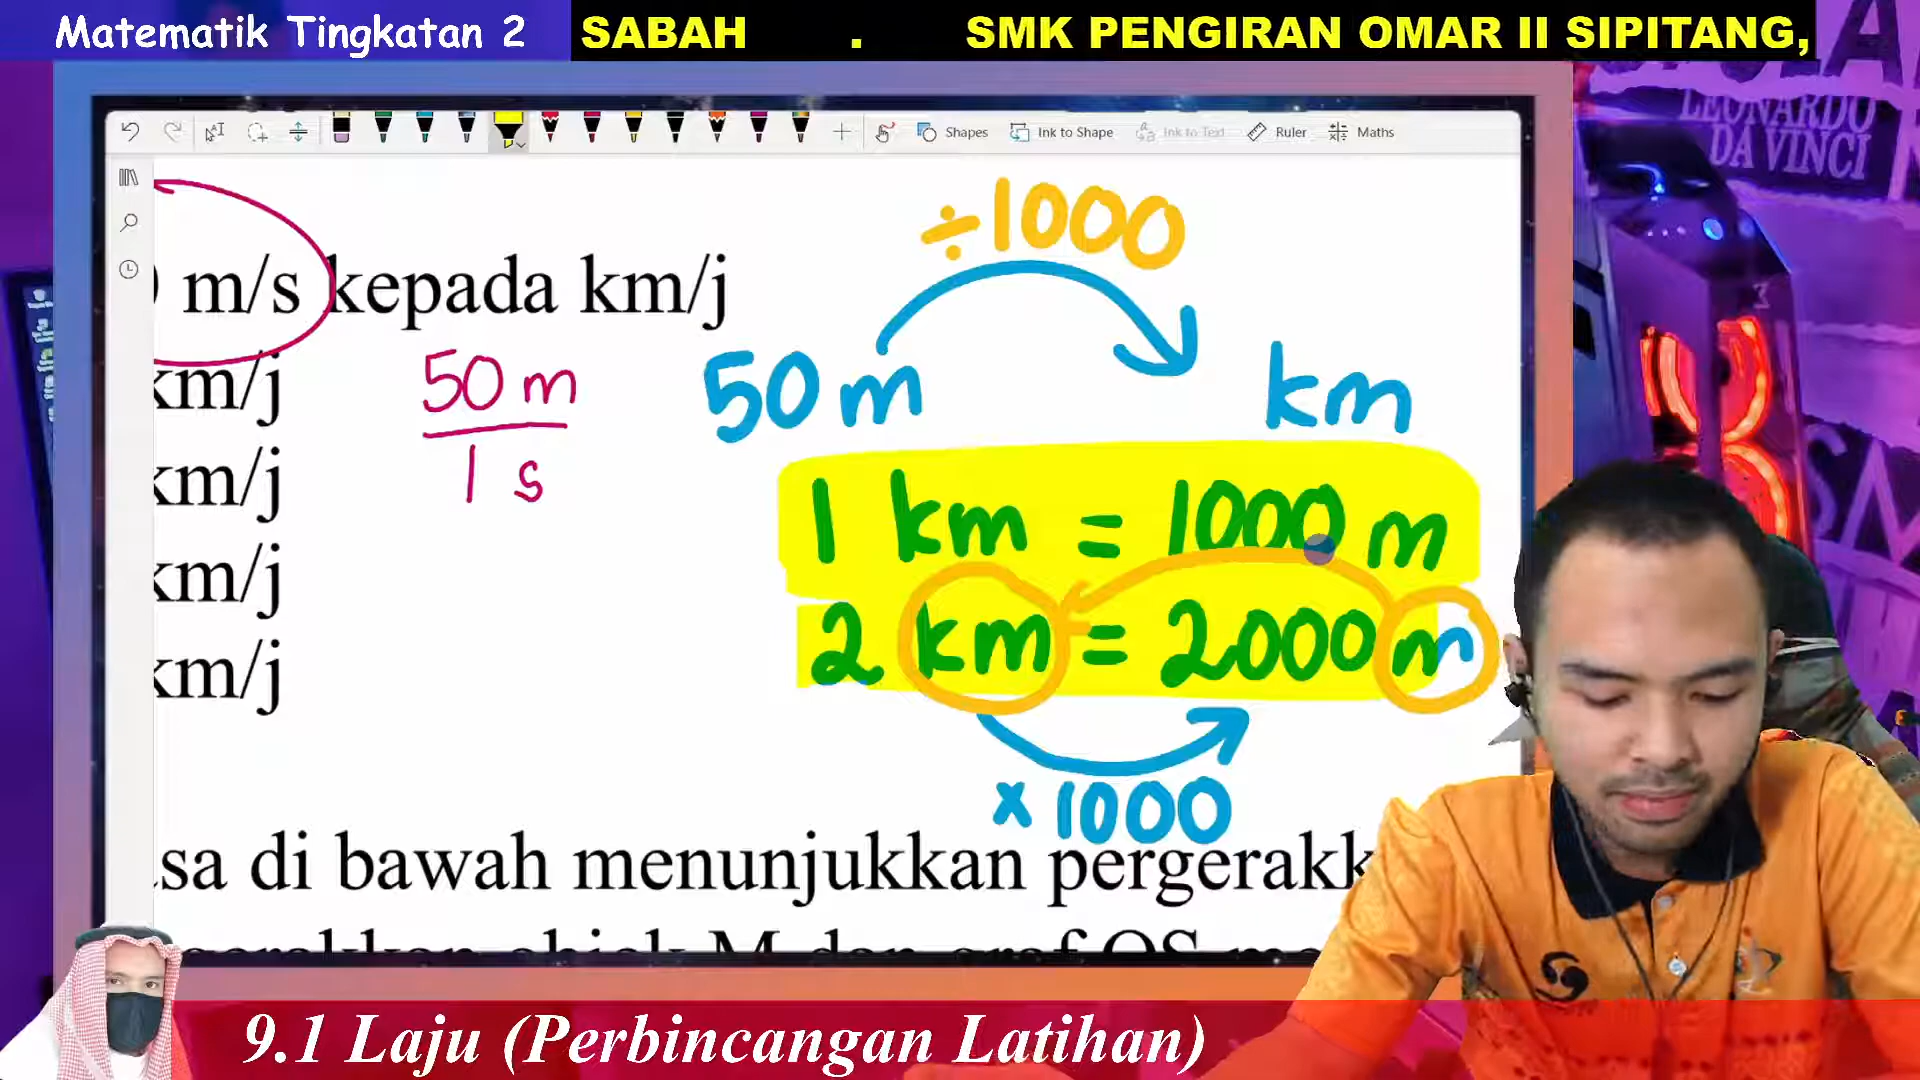 Matematik Tingkatan 2
SABAH . SMK PENGIRAN OMAR II SIPITANG,
LEONARDO
DA VINCI
Shapes Ink to Shape Ink to Text Ruler Maths
÷1000
m/s kepada km/j
50 m km
km/j
50 m
1 s
1 km = 1000 m
km/j
km/j
2 km = 2000 m
km/j
× 1000
sa di bawah menunjukkan pergerakk
9.1 Laju (Perbincangan Latihan)